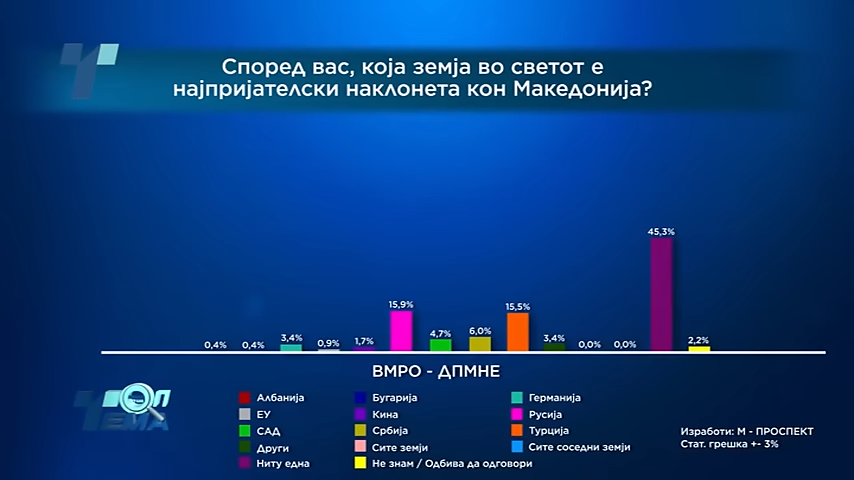 Според вас, која земја во светот е
најпријателски наклонета кон Македонија?
0,4%
0,4%
3,4%
0,9%
1,7%
15,9%
4,7%
6,0%
15,5%
3,4%
0,0%
0,0%
45,3%
2,2%
ВМРО - ДПМНЕ
Албанија
Бугарија
Германија
ЕУ
Кина
Русија
САД
Србија
Турција
Други
Сите земји
Сите соседни земји
Ниту една
Не знам / Одбива да одговори
Изработи: М - ПРОСПЕКТ
Стат. грешка +- 3%
ТЕМА